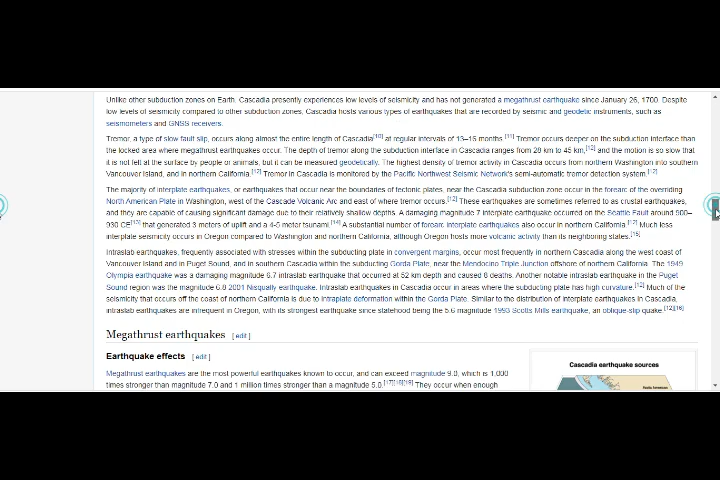 Unlike other subduction zones on Earth, Cascadia presently experiences low levels of seismicity and has not generated a megathrust earthquake since January 26, 1700. Despite
low levels of seismicity compared to other subduction zones, Cascadia hosts various types of earthquakes that are recorded by seismic and geodetic instruments, such as
seismometers and GNSS receivers.
Tremor, a type of slow fault slip, occurs along almost the entire length of Cascadia[10] at regular intervals of 13–16 months.[11] Tremor occurs deeper on the subduction interface than
the locked area where megathrust earthquakes occur. The depth of tremor along the subduction interface in Cascadia ranges from 28 km to 45 km,[12] and the motion is so slow that
it is not felt at the surface by people or animals, but it can be measured geodetically. The highest density of tremor activity in Cascadia occurs from northern Washington into southern
Vancouver Island, and in northern California.[12] Tremor in Cascadia is monitored by the Pacific Northwest Seismic Network's semi-automatic tremor detection system.[12]
The majority of interplate earthquakes, or earthquakes that occur near the boundaries of tectonic plates, near the Cascadia subduction zone occur in the forearc of the overriding
North American Plate in Washington, west of the Cascade Volcanic Arc and east of where tremor occurs.[12] These earthquakes are sometimes referred to as crustal earthquakes,
and they are capable of causing significant damage due to their relatively shallow depths. A damaging magnitude 7 interplate earthquake occurred on the Seattle Fault around 900–
930 CE[13] that generated 3 meters of uplift and a 4-5 meter tsunami.[14] A substantial number of forearc interplate earthquakes also occur in northern California.[12] Much less
interplate seismicity occurs in Oregon compared to Washington and northern California, although Oregon hosts more volcanic activity than its neighboring states.[15]
Intraslab earthquakes, frequently associated with stresses within the subducting plate in convergent margins, occur most frequently in northern Cascadia along the west coast of
Vancouver Island and in Puget Sound, and in southern Cascadia within the subducting Gorda Plate, near the Mendocino Triple Junction offshore of northern California. The 1949
Olympia earthquake was a damaging magnitude 6.7 intraslab earthquake that occurred at 52 km depth and caused 8 deaths. Another notable intraslab earthquake in the Puget
Sound region was the magnitude 6.8 2001 Nisqually earthquake. Intraslab earthquakes in Cascadia occur in areas where the subducting plate has high curvature.[12] Much of the
seismicity that occurs off the coast of northern California is due to intraplate deformation within the Gorda Plate. Similar to the distribution of interplate earthquakes in Cascadia,
intraslab earthquakes are infrequent in Oregon, with its strongest earthquake since statehood being the 5.6 magnitude 1993 Scotts Mills earthquake, an oblique-slip quake.[12][16]
Megathrust earthquakes [ edit ]
Earthquake effects [ edit ]
Megathrust earthquakes are the most powerful earthquakes known to occur, and can exceed magnitude 9.0, which is 1,000
times stronger than magnitude 7.0 and 1 million times stronger than a magnitude 5.0.[17][18][19] They occur when enough
Cascadia earthquake sources